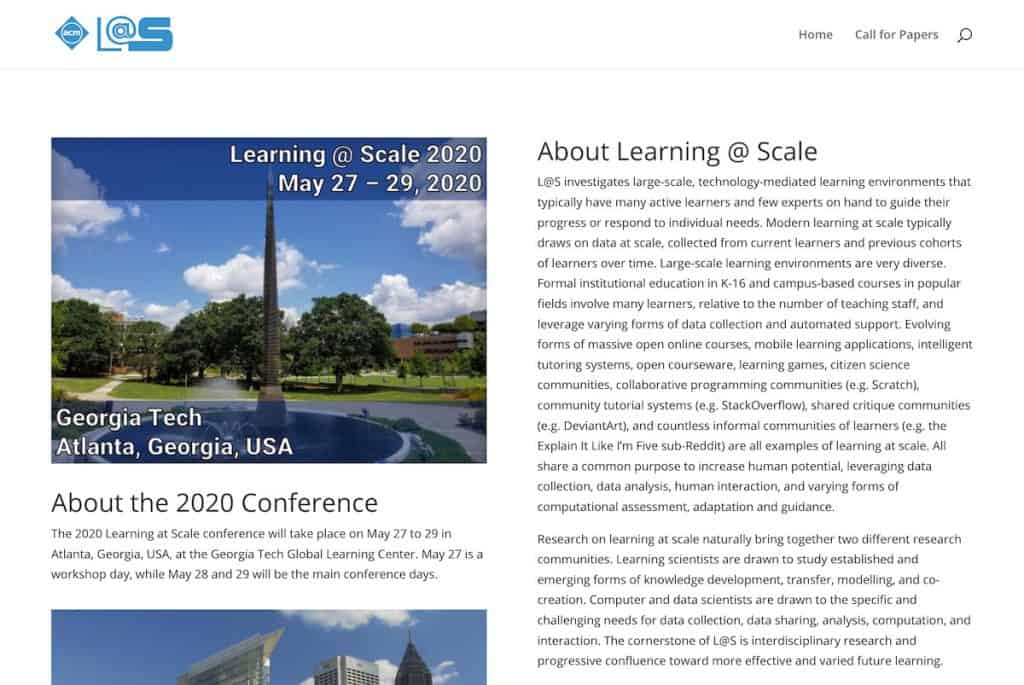 acm L@S
Home
Call for Papers
Learning @ Scale 2020
May 27 – 29, 2020
Georgia Tech
Atlanta, Georgia, USA
About the 2020 Conference
The 2020 Learning at Scale conference will take place on May 27 to 29 in
Atlanta, Georgia, USA, at the Georgia Tech Global Learning Center. May 27 is a
workshop day, while May 28 and 29 will be the main conference days.
About Learning @ Scale
L@S investigates large-scale, technology-mediated learning environments that
typically have many active learners and few experts on hand to guide their
progress or respond to individual needs. Modern learning at scale typically
draws on data at scale, collected from current learners and previous cohorts
of learners over time. Large-scale learning environments are very diverse.
Formal institutional education in K-16 and campus-based courses in popular
fields involve many learners, relative to the number of teaching staff, and
leverage varying forms of data collection and automated support. Evolving
forms of massive open online courses, mobile learning applications, intelligent
tutoring systems, open courseware, learning games, citizen science
communities, collaborative programming communities (e.g. Scratch),
community tutorial systems (e.g. StackOverflow), shared critique communities
(e.g. DeviantArt), and countless informal communities of learners (e.g. the
Explain It Like I’m Five sub-Reddit) are all examples of learning at scale. All
share a common purpose to increase human potential, leveraging data
collection, data analysis, human interaction, and varying forms of
computational assessment, adaptation and guidance.
Research on learning at scale naturally bring together two different research
communities. Learning scientists are drawn to study established and
emerging forms of knowledge development, transfer, modelling, and co-
creation. Computer and data scientists are drawn to the specific and
challenging needs for data collection, data sharing, analysis, computation, and
interaction. The cornerstone of L@S is interdisciplinary research and
progressive confluence toward more effective and varied future learning.